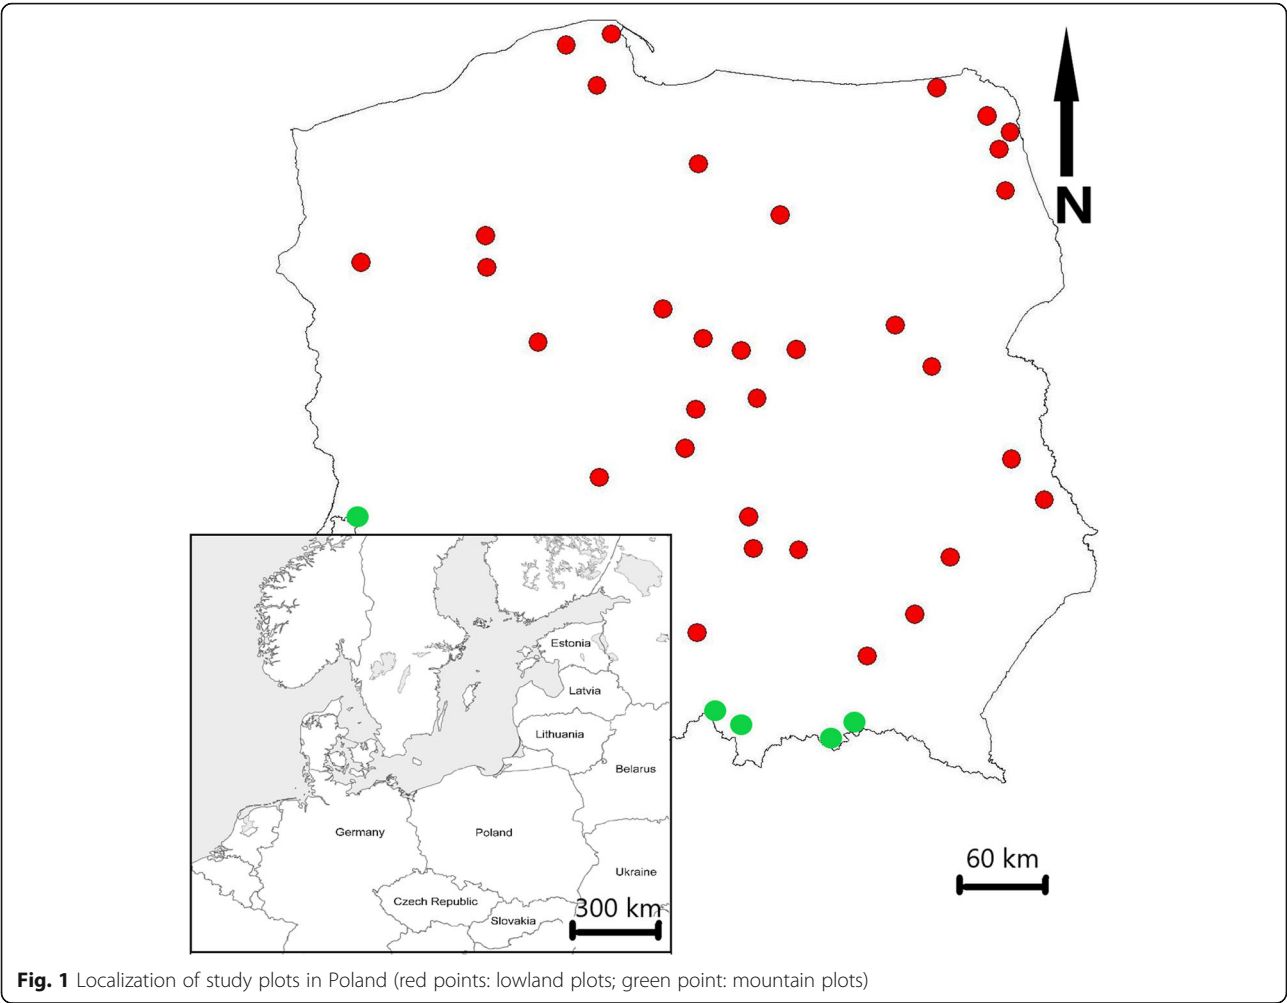 N
Estonia
Latvia
Lithuania
Belarus
Germany
Poland
Ukraine
Czech Republic
Slovakia
300 km
60 km
Fig. 1 Localization of study plots in Poland (red points: lowland plots; green point: mountain plots)